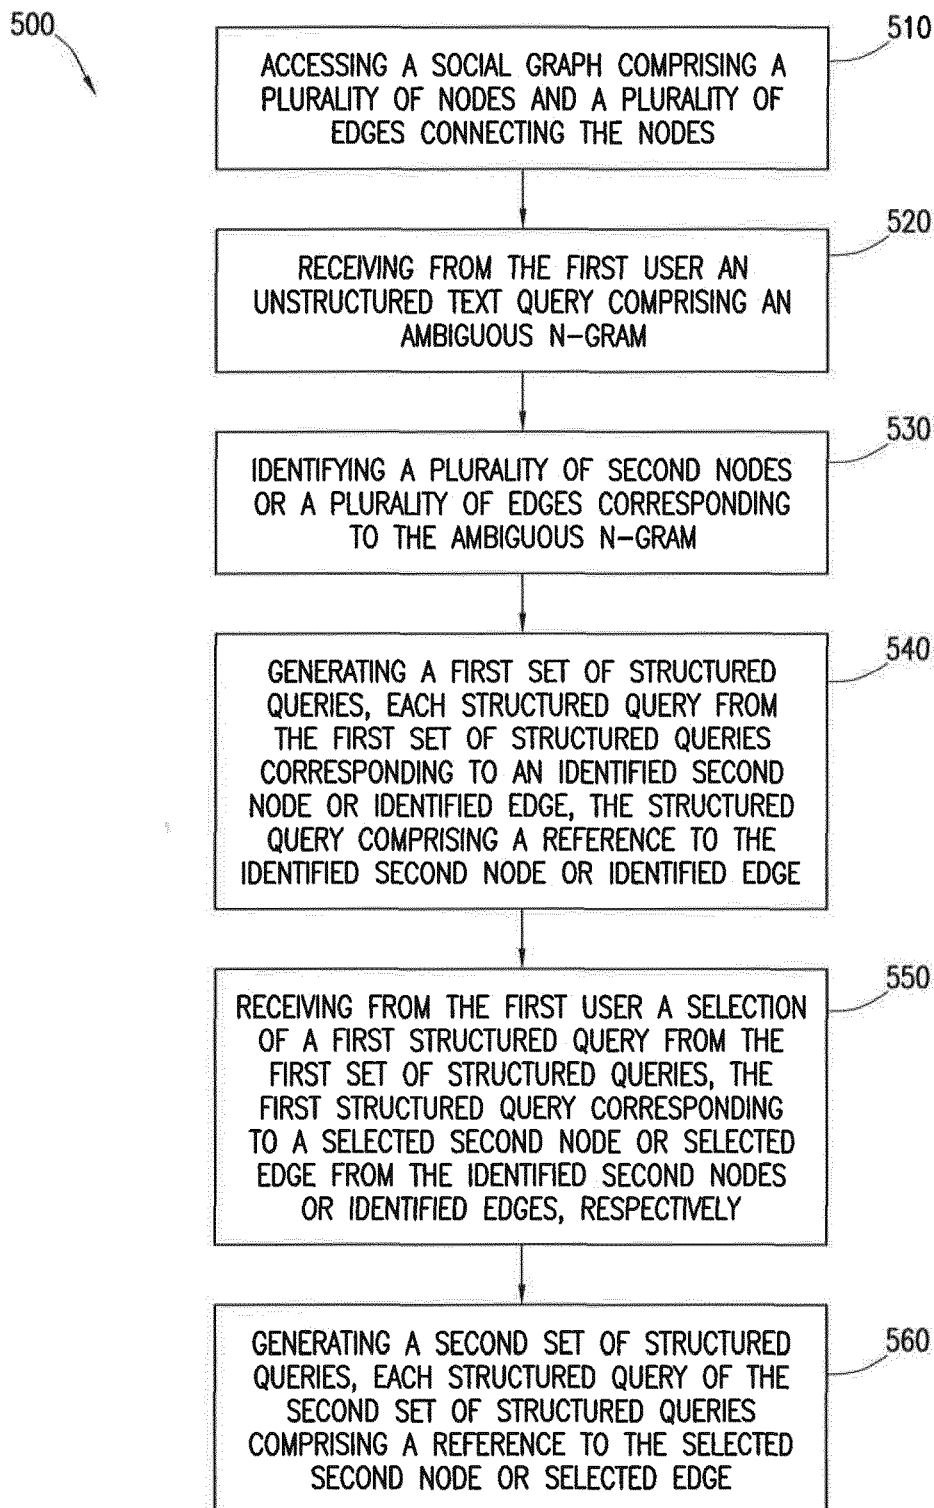 500
510
ACCESSING A SOCIAL GRAPH COMPRISING A
PLURALITY OF NODES AND A PLURALITY OF
EDGES CONNECTING THE NODES
520
RECEIVING FROM THE FIRST USER AN
UNSTRUCTURED TEXT QUERY COMPRISING AN
AMBIGUOUS N-GRAM
530
IDENTIFYING A PLURALITY OF SECOND NODES
OR A PLURALITY OF EDGES CORRESPONDING
TO THE AMBIGUOUS N-GRAM
540
GENERATING A FIRST SET OF STRUCTURED
QUERIES, EACH STRUCTURED QUERY FROM
THE FIRST SET OF STRUCTURED QUERIES
CORRESPONDING TO AN IDENTIFIED SECOND
NODE OR IDENTIFIED EDGE, THE STRUCTURED
QUERY COMPRISING A REFERENCE TO THE
IDENTIFIED SECOND NODE OR IDENTIFIED EDGE
550
RECEIVING FROM THE FIRST USER A SELECTION
OF A FIRST STRUCTURED QUERY FROM THE
FIRST SET OF STRUCTURED QUERIES, THE
FIRST STRUCTURED QUERY CORRESPONDING
TO A SELECTED SECOND NODE OR SELECTED
EDGE FROM THE IDENTIFIED SECOND NODES
OR IDENTIFIED EDGES, RESPECTIVELY
560
GENERATING A SECOND SET OF STRUCTURED
QUERIES, EACH STRUCTURED QUERY OF THE
SECOND SET OF STRUCTURED QUERIES
COMPRISING A REFERENCE TO THE SELECTED
SECOND NODE OR SELECTED EDGE